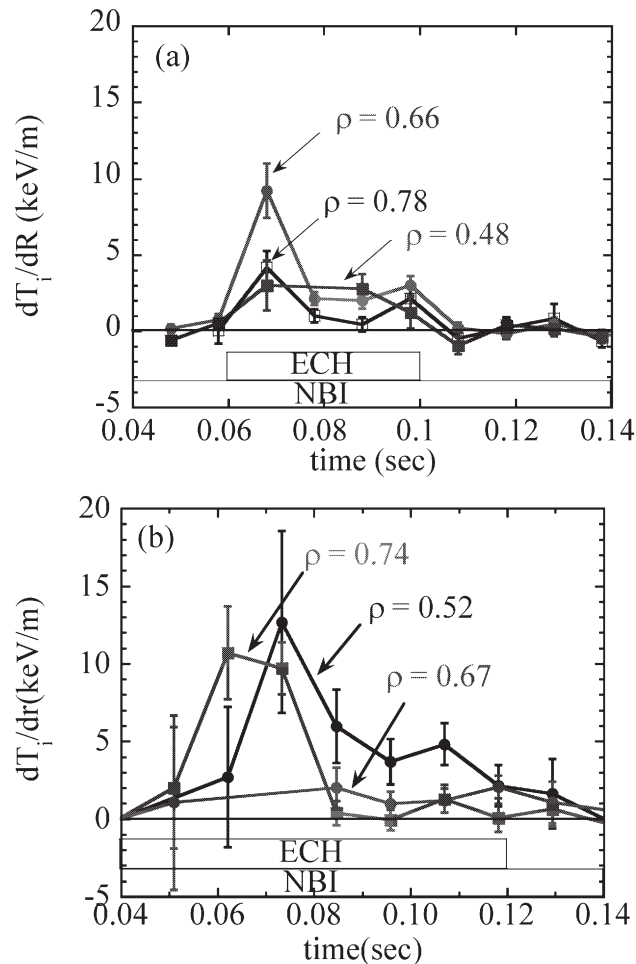 20
(a)
15
ρ = 0.66
10
ρ = 0.78
ρ = 0.48
5
0
ECH
NBI
-5
0.04 0.06 0.08 0.1 0.12 0.14
time (sec)
dT_i/dR (keV/m)
20
(b)
ρ = 0.74
15
ρ = 0.52
10
ρ = 0.67
5
0
ECH
NBI
-5
0.04 0.06 0.08 0.10 0.12 0.14
time(sec)
dT_i/dr(keV/m)